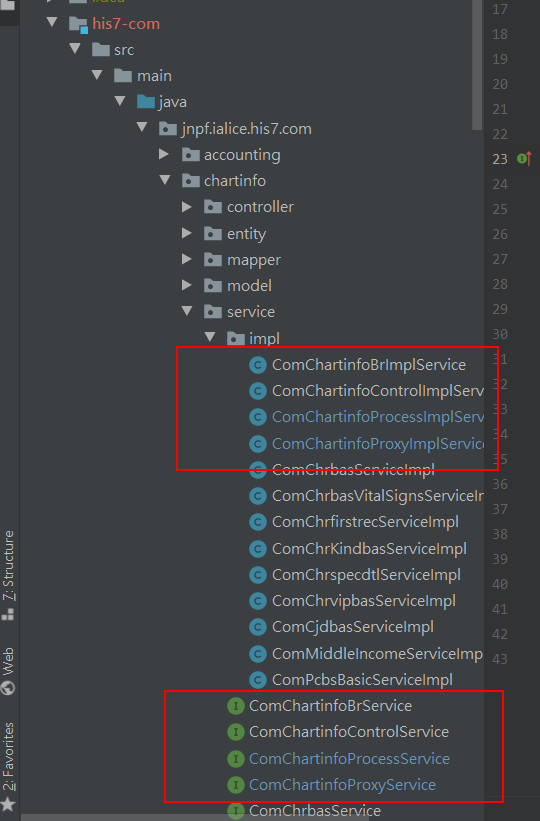 his7-com
src
main
java
jnpf.ialice.his7.com
accounting
chartinfo
controller
entity
mapper
model
service
impl
ComChartinfoBrImplService
ComChartinfoControlImplServ
ComChartinfoProcessImplServ
ComChartinfoProxyImplService
ComChrbasServiceImpl
ComChrbasVitalSignsServiceIm
ComChrfirstrecServiceImpl
ComChrKindbasServiceImpl
ComChrspecdtlServiceImpl
ComChrvipbasServiceImpl
ComCjdbasServiceImpl
ComMiddleIncomeServiceImp
ComPcbsBasicServiceImpl
ComChartinfoBrService
ComChartinfoControlService
ComChartinfoProcessService
ComChartinfoProxyService
ComChrbasService
7: Structure
Web
2: Favorites
17
18
19
20
21
22
23
24
25
26
27
28
29
30
31
32
33
34
35
36
37
38
39
40
41
42
43